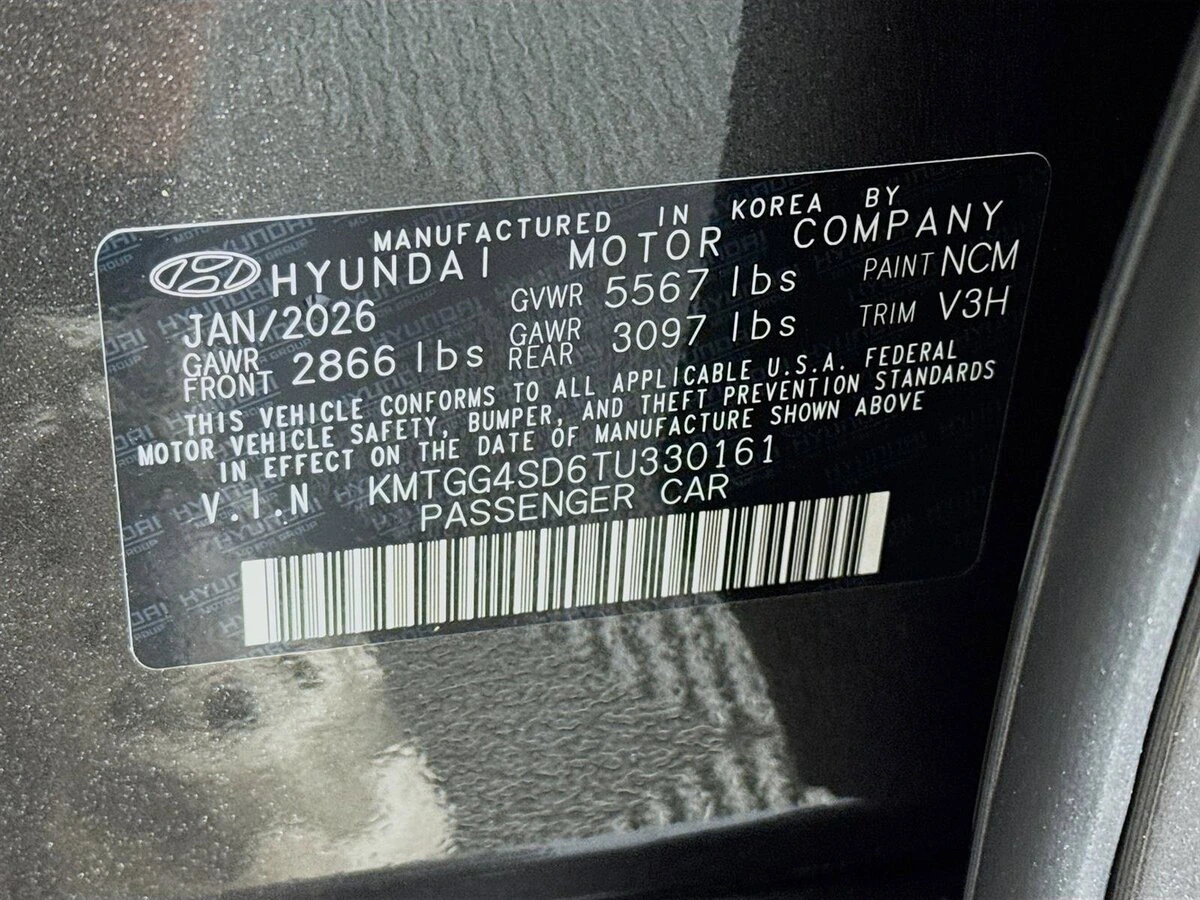 MANUFACTURED IN KOREA BY
HYUNDAI MOTOR COMPANY
JAN/2026 GVWR 5567 lbs PAINT NCM
GAWR FRONT 2866 lbs GAWR REAR 3097 lbs TRIM V3H
THIS VEHICLE CONFORMS TO ALL APPLICABLE U.S.A. FEDERAL
MOTOR VEHICLE SAFETY, BUMPER, AND THEFT PREVENTION STANDARDS
IN EFFECT ON THE DATE OF MANUFACTURE SHOWN ABOVE
V.I.N KMTGG4SD6TU330161
PASSENGER CAR